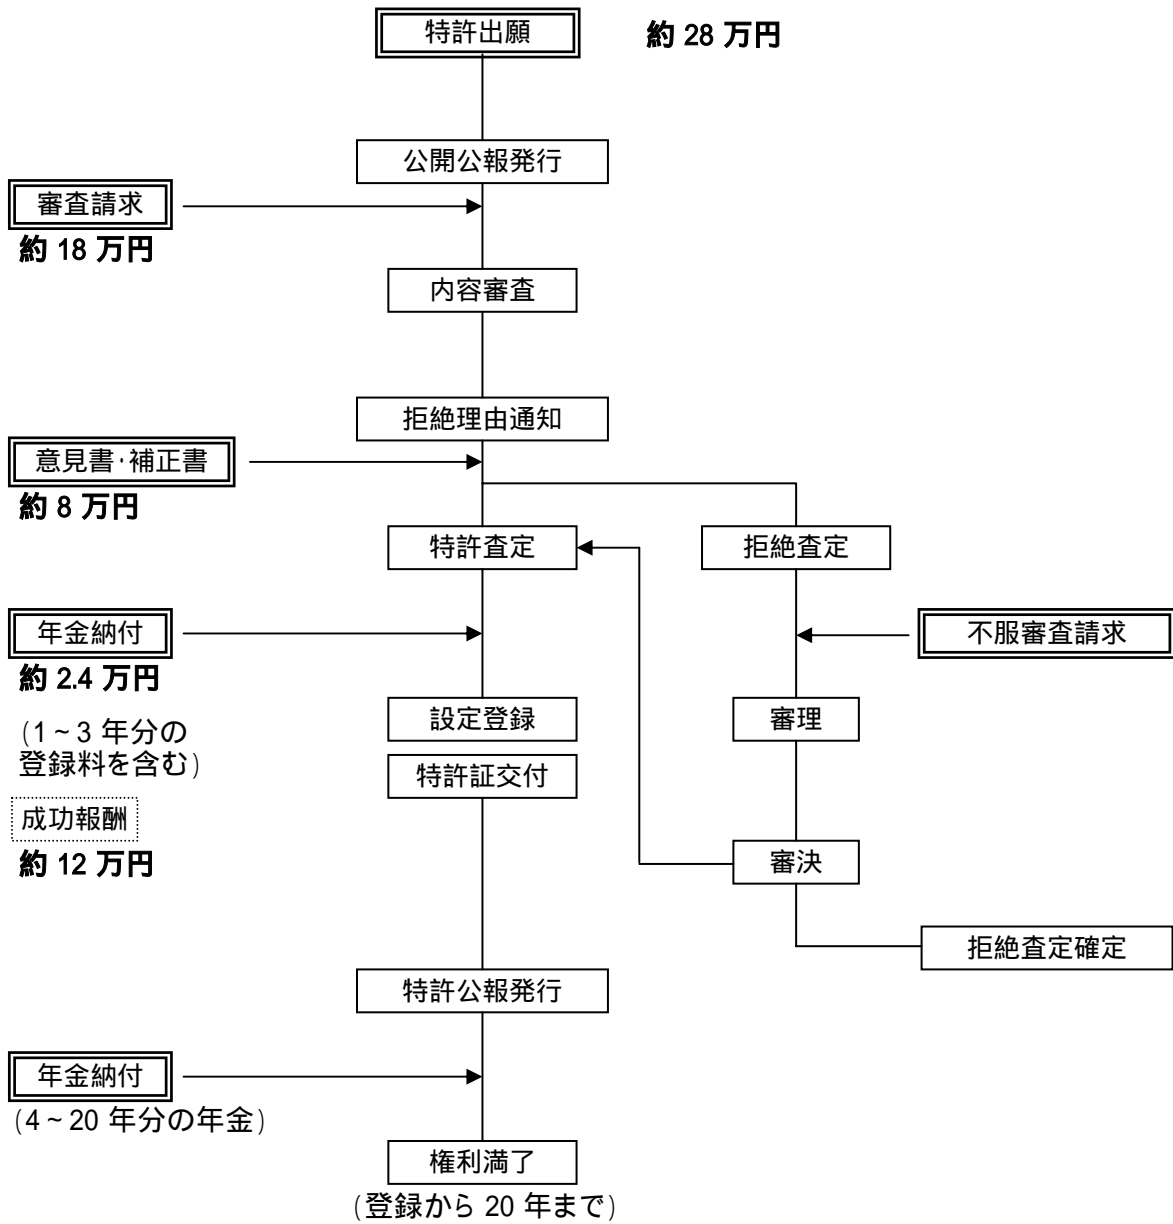 特許出願
約 28 万円
公開公報発行
審査請求
約 18 万円
内容審査
拒絶理由通知
意見書・補正書
約 8 万円
特許査定
拒絶査定
年金納付
約 2.4 万円
(1～3 年分の
登録料を含む)
不服審査請求
設定登録
審理
特許証交付
成功報酬
約 12 万円
審決
拒絶査定確定
特許公報発行
年金納付
(4～20 年分の年金)
権利満了
(登録から 20 年まで)